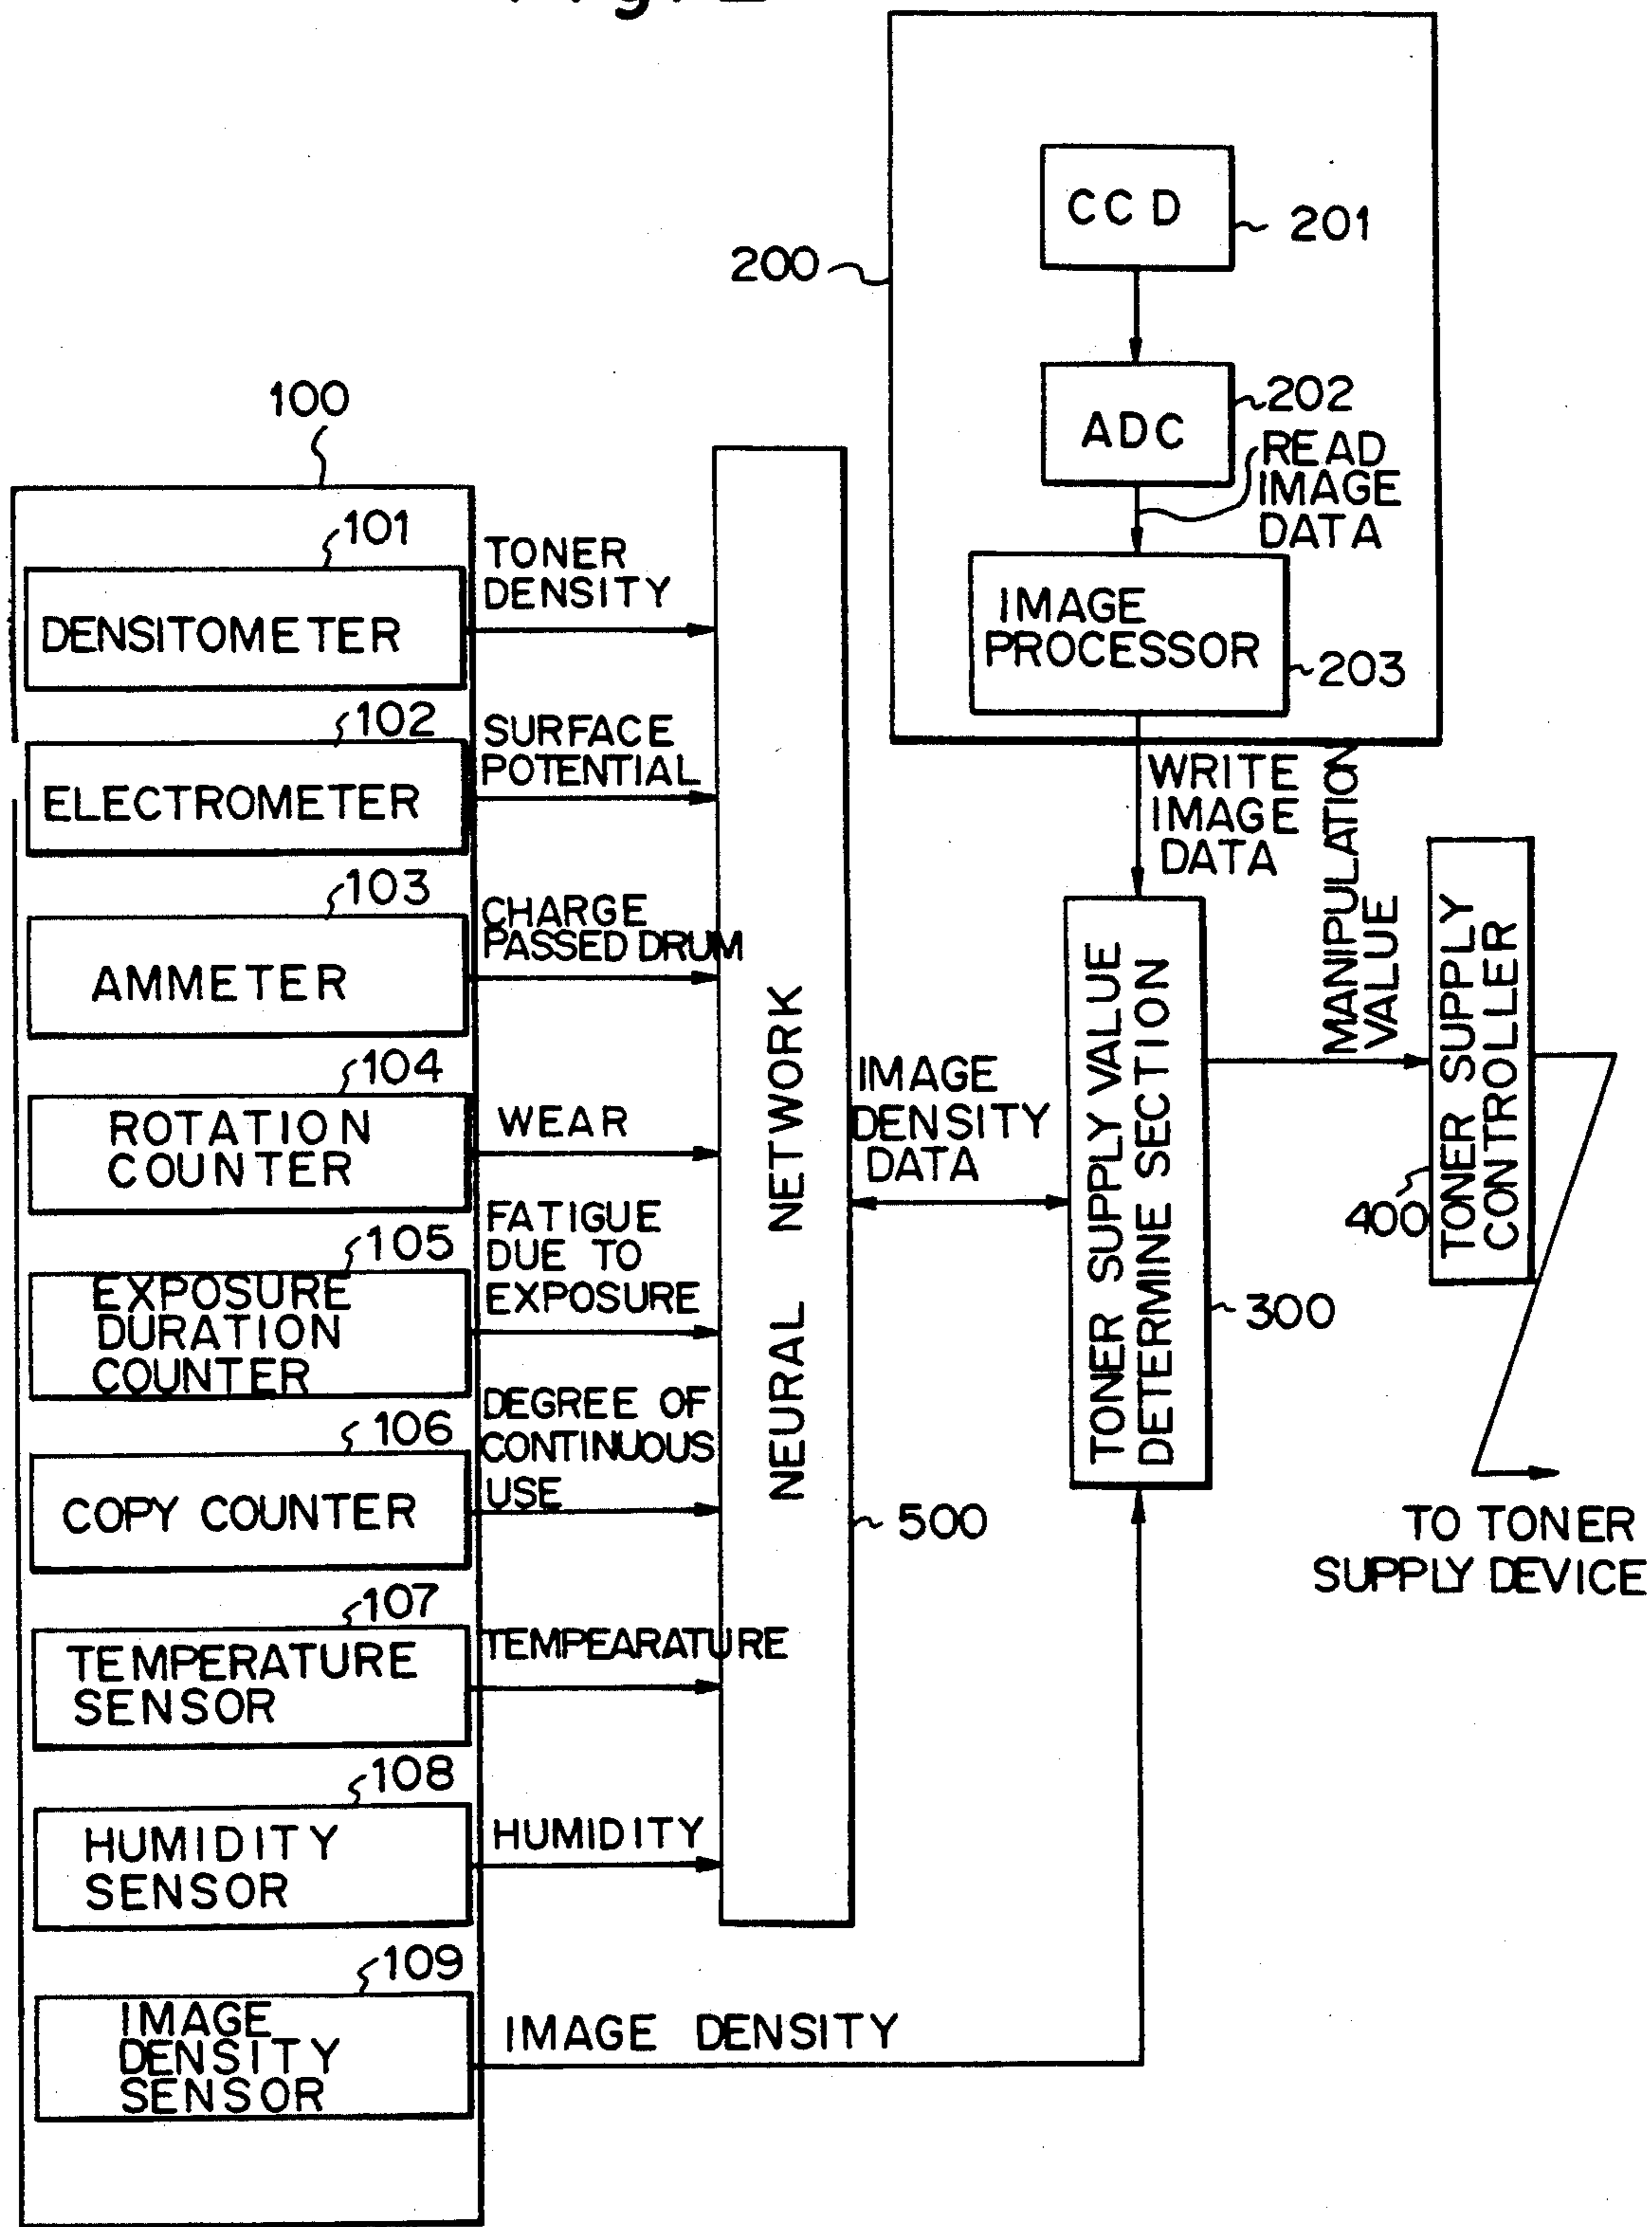 CCD
201
200
ADC
202
READ
IMAGE
DATA
IMAGE
PROCESSOR
203
WRITE
IMAGE
DATA
100
101
DENSITOMETER
TONER
DENSITY
102
ELECTROMETER
SURFACE
POTENTIAL
103
AMMETER
CHARGE
PASSED DRUM
104
ROTATION
COUNTER
WEAR
105
EXPOSURE
DURATION
COUNTER
FATIGUE
DUE TO
EXPOSURE
106
COPY COUNTER
DEGREE OF
CONTINUOUS
USE
107
TEMPERATURE
SENSOR
TEMPEARATURE
108
HUMIDITY
SENSOR
HUMIDITY
109
IMAGE
DENSITY
SENSOR
IMAGE DENSITY
NEURAL NETWORK
500
IMAGE
DENSITY
DATA
TONER SUPPLY VALUE
DETERMINE SECTION
300
MANIPULATION
VALUE
TONER SUPPLY
CONTROLLER
400
TO TONER
SUPPLY DEVICE